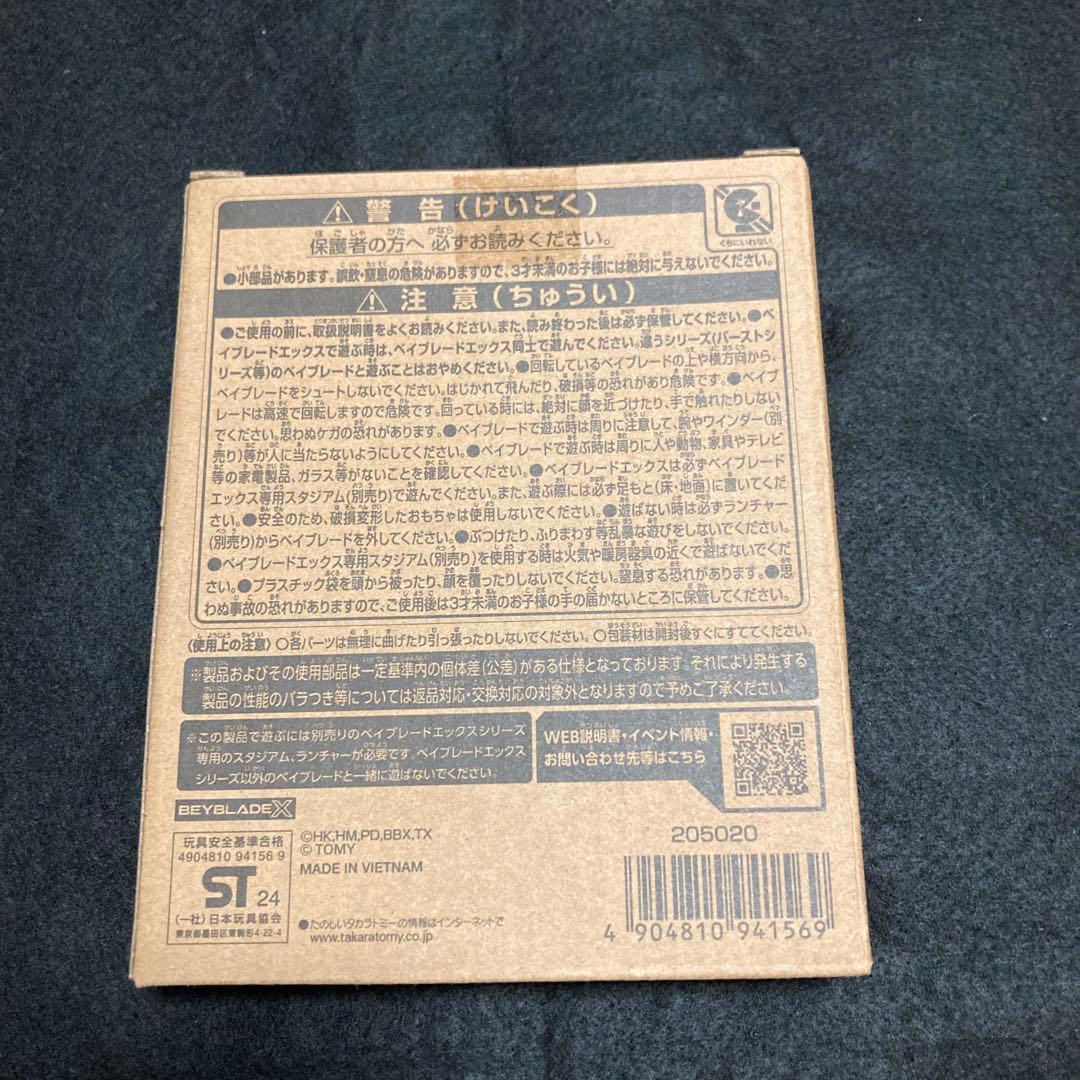 警告(けいこく)
くちにいれない
保護者の方へ 必ずお読みください。
●小部品があります。誤飲・窒息の危険がありますので、3才未満のお子様には絶対に与えないでください。
注意(ちゅうい)
●ご使用の前に、取扱説明書をよくお読みください。また、読み終わった後は必ず保管してください。●ベ
イブレードエックスで遊ぶ時は、ベイブレードエックス同士で遊んでください。違うシリーズ(バーストシ
リーズ等)のベイブレードと遊ぶことはおやめください。●回転しているベイブレードの上や横方向から、
ベイブレードをシュートしないでください。はじかれて飛んだり、破損等の恐れがあり危険です。●ベイブ
レードは高速で回転しますので危険です。回っている時には、絶対に顔を近づけたり、手で触れたりしない
でください。思わぬケガの恐れがあります。●ベイブレードで遊ぶ時は周りに注意して、腕やワインダー(別
売り)等が人に当たらないようにしてください。●ベイブレードで遊ぶ時は周りに人や動物、家具やテレビ
等の家電製品、ガラス等がないことを確認してください。●ベイブレードエックスは必ずベイブレード
エックス専用スタジアム(別売り)で遊んでください。また、遊ぶ際には必ず足もと(床・地面)に置いてくだ
さい。●安全のため、破損変形したおもちゃは使用しないでください。●遊ばない時は必ずランチャー
(別売り)からベイブレードを外してください。●ぶつけたり、ふりまわす等乱暴な遊びをしないでください。
●ベイブレードエックス専用スタジアム(別売り)を使用する時は火気や暖房器具の近くで遊ばないでくだ
さい。●プラスチック袋を頭から被ったり、顔を覆ったりしないでください。窒息する恐れがあります。●思
わぬ事故の恐れがありますので、ご使用後は3才未満のお子様の手の届かないところに保管してください。
〈使用上の注意〉○各パーツは無理に曲げたり引っ張ったりしないでください。○包装材は開封後すぐにすててください。
※製品およびその使用部品は一定基準内の個体差(公差)がある仕様となっております。それにより発生する
製品の性能のバラつき等については返品対応・交換対応の対象外となりますので予めご了承ください。
※この製品で遊ぶには別売りのベイブレードエックスシリーズ
専用のスタジアム、ランチャーが必要です。ベイブレードエックス
シリーズ以外のベイブレードと一緒に遊ばないでください。
WEB説明書・イベント情報・
お問い合わせ先等はこちら
BEYBLADE X
玩具安全基準合格
4904810 94156 9
ST 24
(一社)日本玩具協会
東京都墨田区東駒形4-22-4
©HK,HM,PD,BBX,TX
© TOMY
MADE IN VIETNAM
●たのしいタカラトミーの情報はインターネットで
www.takaratomy.co.jp
205020
4 904810 941569